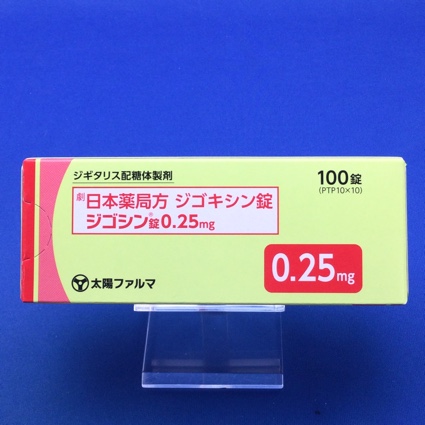 ジギタリス配糖体製剤
100錠
(PTP10×10)
劇 日本薬局方 ジゴキシン錠
ジゴシン®錠0.25mg
0.25mg
太陽ファルマ